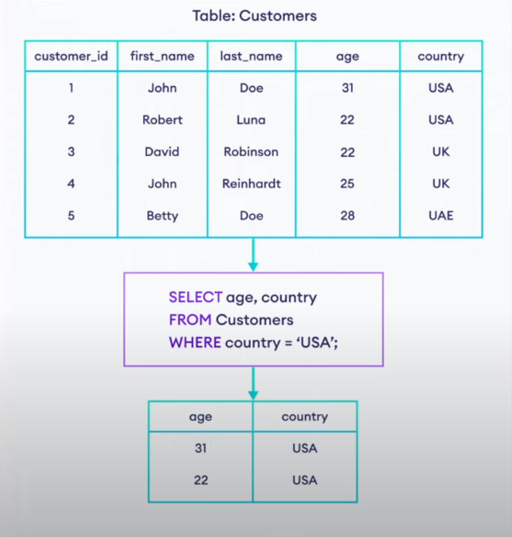 Table: Customers
customer_id first_name last_name age country
1 John Doe 31 USA
2 Robert Luna 22 USA
3 David Robinson 22 UK
4 John Reinhardt 25 UK
5 Betty Doe 28 UAE
SELECT age, country
FROM Customers
WHERE country = ‘USA’;
age country
31 USA
22 USA